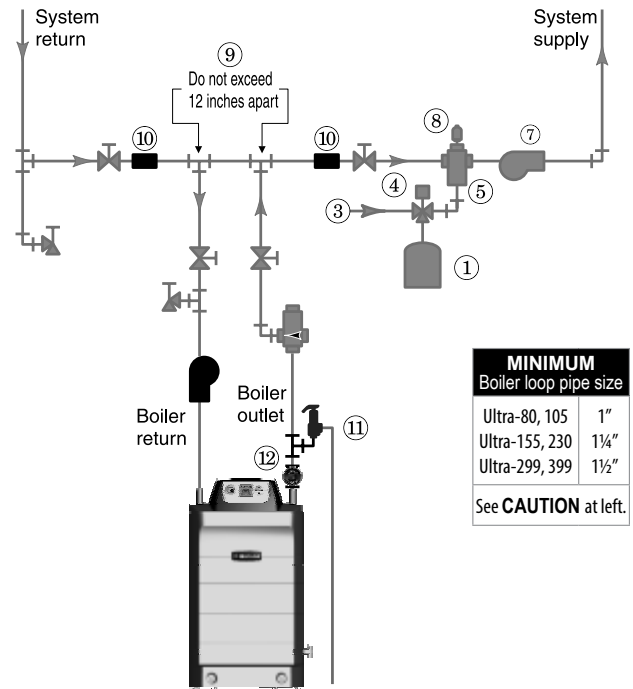 System
return
System
supply
⑨
Do not exceed
12 inches apart
⑩
⑩
⑧
⑦
④
⑤
③
①
Boiler
return
Boiler
outlet
⑪
⑫
MINIMUM
Boiler loop pipe size
Ultra-80, 105 1”
Ultra-155, 230 1¼”
Ultra-299, 399 1½”
See CAUTION at left.